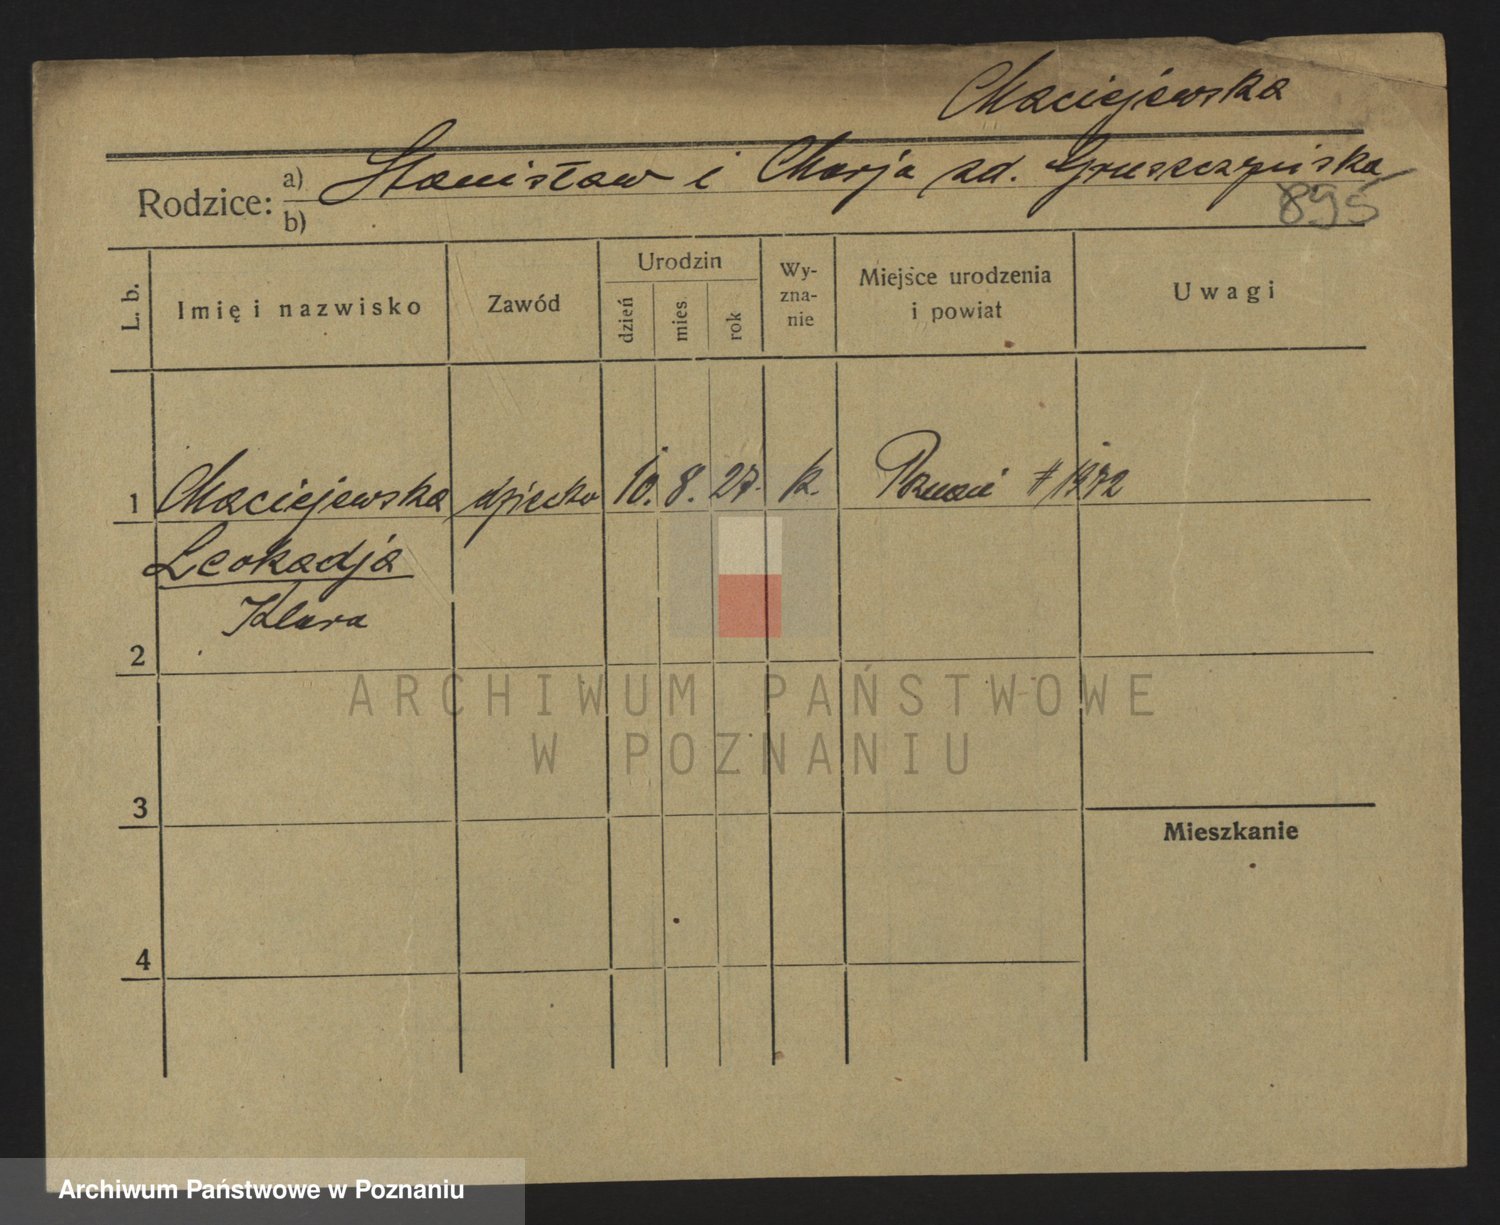 Maciejewska
Rodzice: a) Stanisław i Marja zd. Gruszczyńska
b)
895
L. b. Imię i nazwisko Zawód Urodzin dzień mies. rok Wy-zna-nie Miejsce urodzenia i powiat Uwagi
1 Maciejewska dziecko 10. 8. 27. k. Poznań # 1372
Leokadja
Klara
2
ARCHIWUM PAŃSTWOWE
W POZNANIU
3
Mieszkanie
4
Archiwum Państwowe w Poznaniu